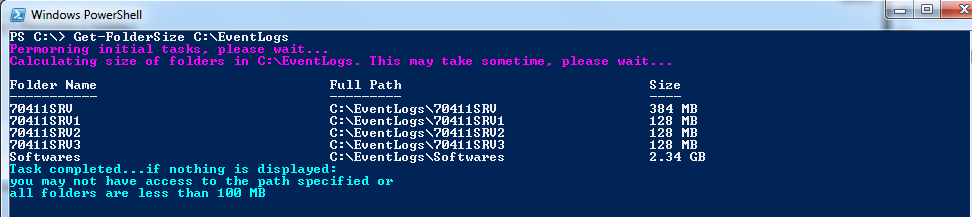 Windows PowerShell
PS C:\> Get-FolderSize C:\EventLogs
Permorning initial tasks, please wait...
Calculating size of folders in C:\EventLogs. This may take sometime, please wait...
Folder Name Full Path Size
----------- --------- ----
70411SRV C:\EventLogs\70411SRV 384 MB
70411SRV1 C:\EventLogs\70411SRV1 128 MB
70411SRV2 C:\EventLogs\70411SRV2 128 MB
70411SRV3 C:\EventLogs\70411SRV3 128 MB
Softwares C:\EventLogs\Softwares 2.34 GB
Task completed...if nothing is displayed:
you may not have access to the path specified or
all folders are less than 100 MB